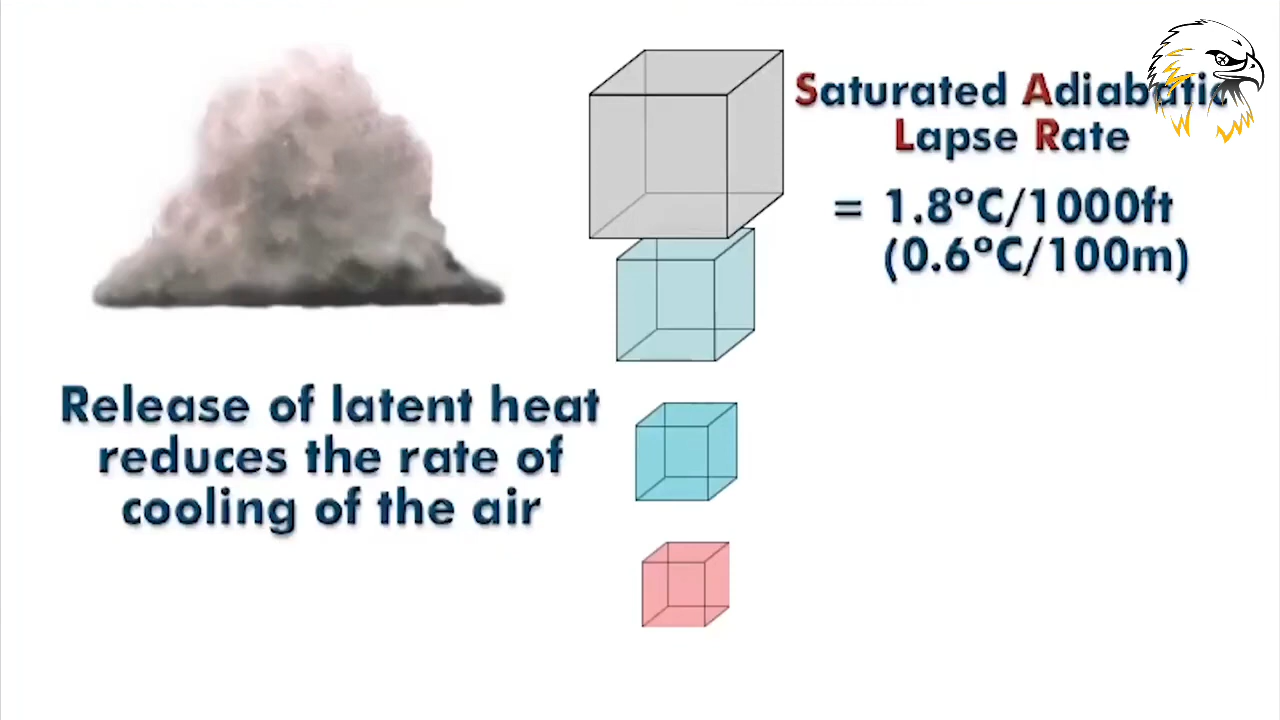 Saturated Adiabatic
Lapse Rate
= 1.8°C/1000ft
(0.6°C/100m)
Release of latent heat
reduces the rate of
cooling of the air